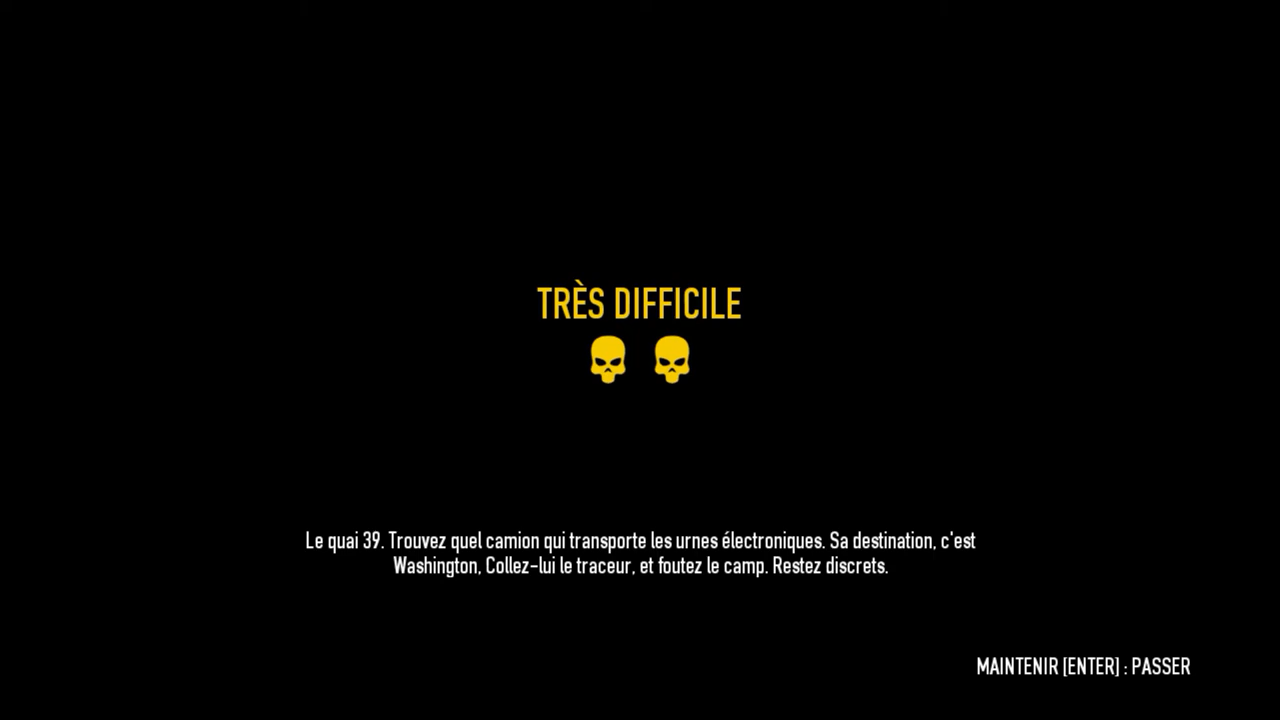 TRÈS DIFFICILE
Le quai 39. Trouvez quel camion qui transporte les urnes électroniques. Sa destination, c'est
Washington, Collez-lui le traceur, et foutez le camp. Restez discrets.
MAINTENIR [ENTER] : PASSER